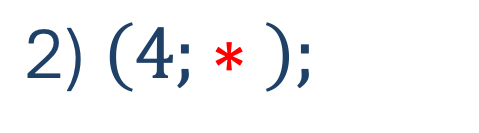 2) (4; * );